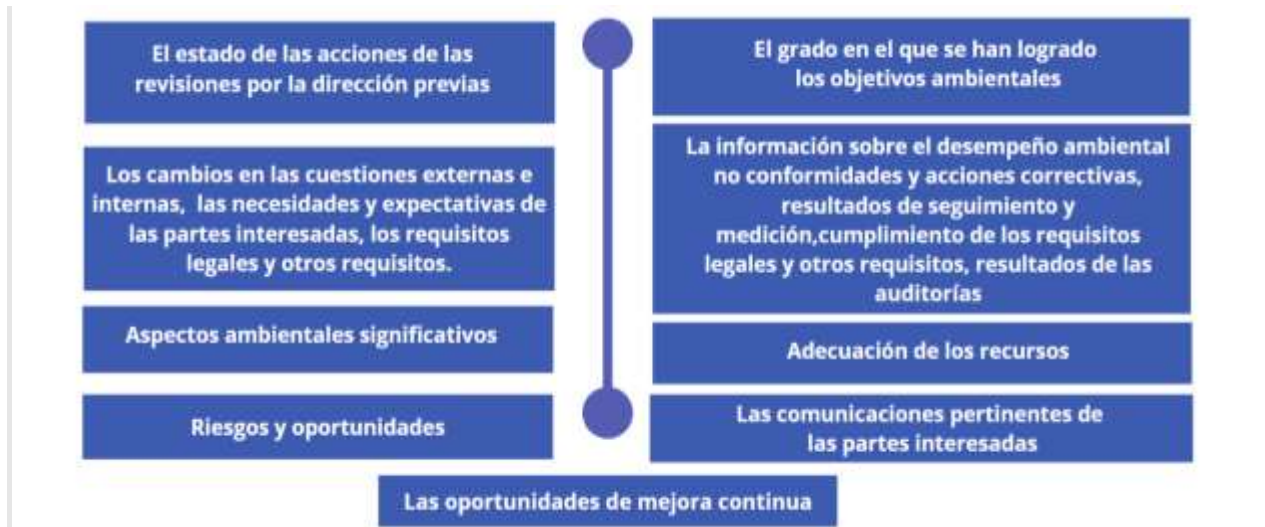 El estado de las acciones de las
revisiones por la dirección previas
Los cambios en las cuestiones externas e
internas, las necesidades y expectativas de
las partes interesadas, los requisitos
legales y otros requisitos.
Aspectos ambientales significativos
Riesgos y oportunidades
El grado en el que se han logrado
los objetivos ambientales
La información sobre el desempeño ambiental
no conformidades y acciones correctivas,
resultados de seguimiento y
medición,cumplimiento de los requisitos
legales y otros requisitos, resultados de las
auditorías
Adecuación de los recursos
Las comunicaciones pertinentes de
las partes interesadas
Las oportunidades de mejora continua